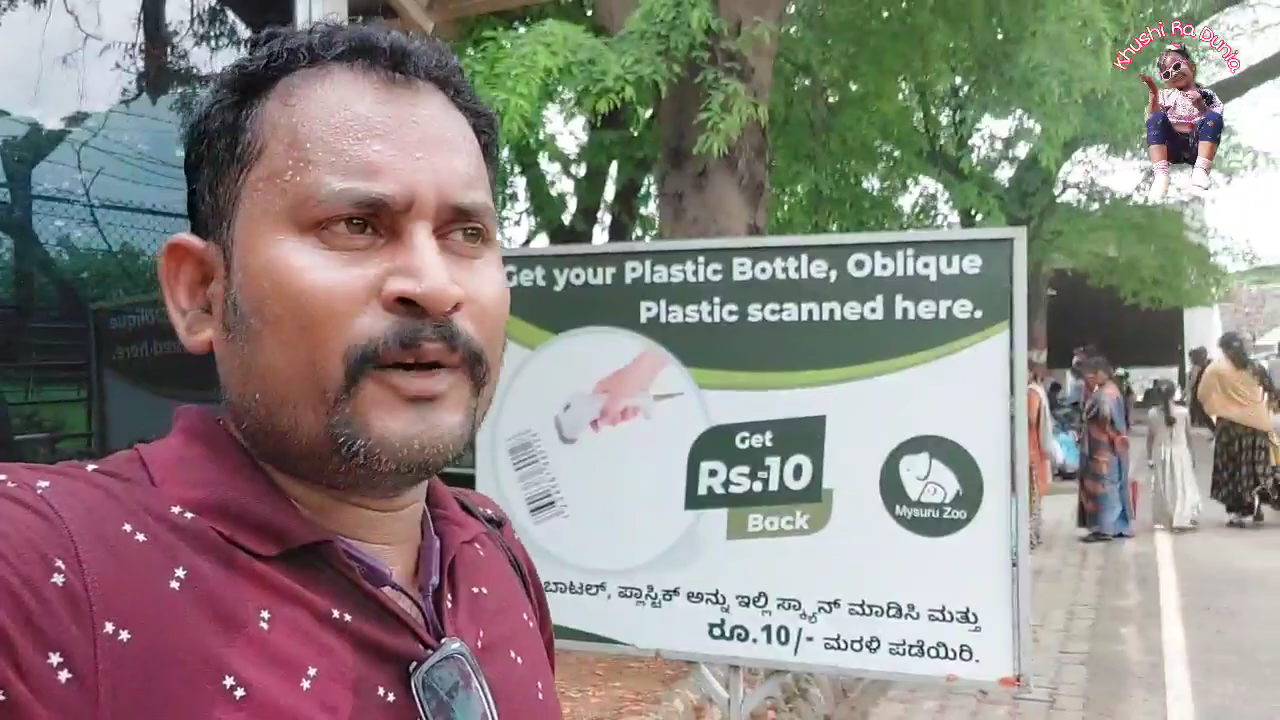 Khushi Ra Dunia
Get your Plastic Bottle, Oblique
Plastic scanned here.
Get
Rs.-10
Back
Mysuru Zoo
ಬಾಟಲ್, ಪ್ಲಾಸ್ಟಿಕ್ ಅನ್ನು ಇಲ್ಲಿ ಸ್ಕ್ಯಾನ್ ಮಾಡಿಸಿ ಮತ್ತು
ರೂ.10/- ಮರಳಿ ಪಡೆಯಿರಿ.